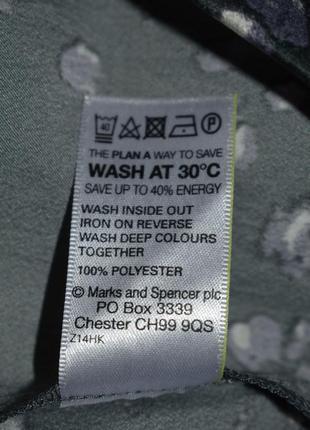 40 P
THE PLAN A WAY TO SAVE
WASH AT 30°C
SAVE UP TO 40% ENERGY
WASH INSIDE OUT
IRON ON REVERSE
WASH DEEP COLOURS
TOGETHER
100% POLYESTER
© Marks and Spencer plc
PO Box 3339
Chester CH99 9QS
Z14HK